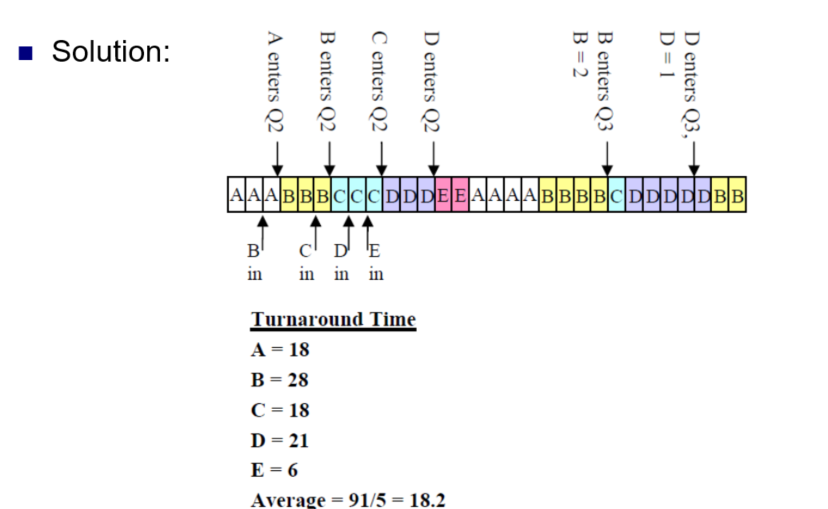 ■ Solution:
A enters Q2
B enters Q2
C enters Q2
D enters Q2
B enters Q3
B = 2
D enters Q3,
D = 1
A A A B B B C C C D D D E E A A A A B B B B C D D D D D B B
B C D E
in in in in
Turnaround Time
A = 18
B = 28
C = 18
D = 21
E = 6
Average = 91/5 = 18.2